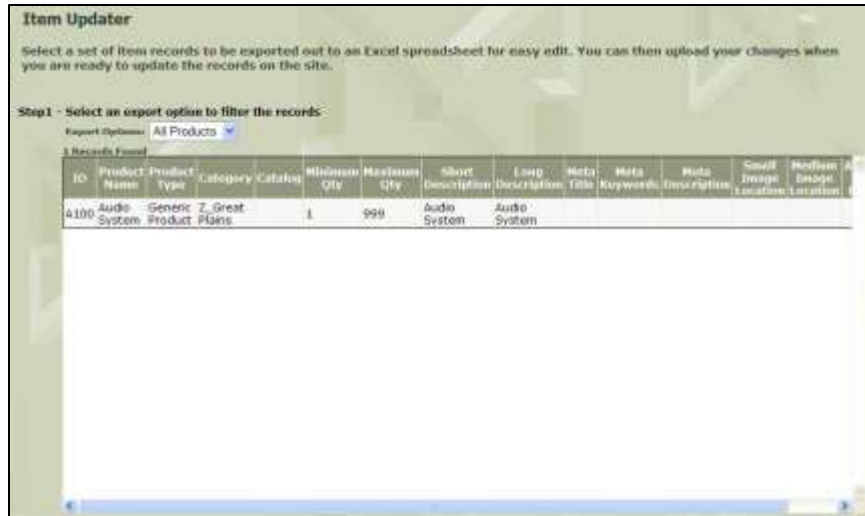 Item Updater
Select a set of item records to be exported out to an Excel spreadsheet for easy edit. You can then upload your changes when
you are ready to update the records on the site.
Step1 - Select an export option to filter the records
Export Options: All Products
1 Records Found
ID Product Name Product Type Category Catalog Minimum Qty Maximum Qty Short Description Long Description Meta Title Meta Keywords Meta Description Small Image Location Medium Image Location
A100 Audio System Generic Product Z_Great Plains 1 999 Audio System Audio System